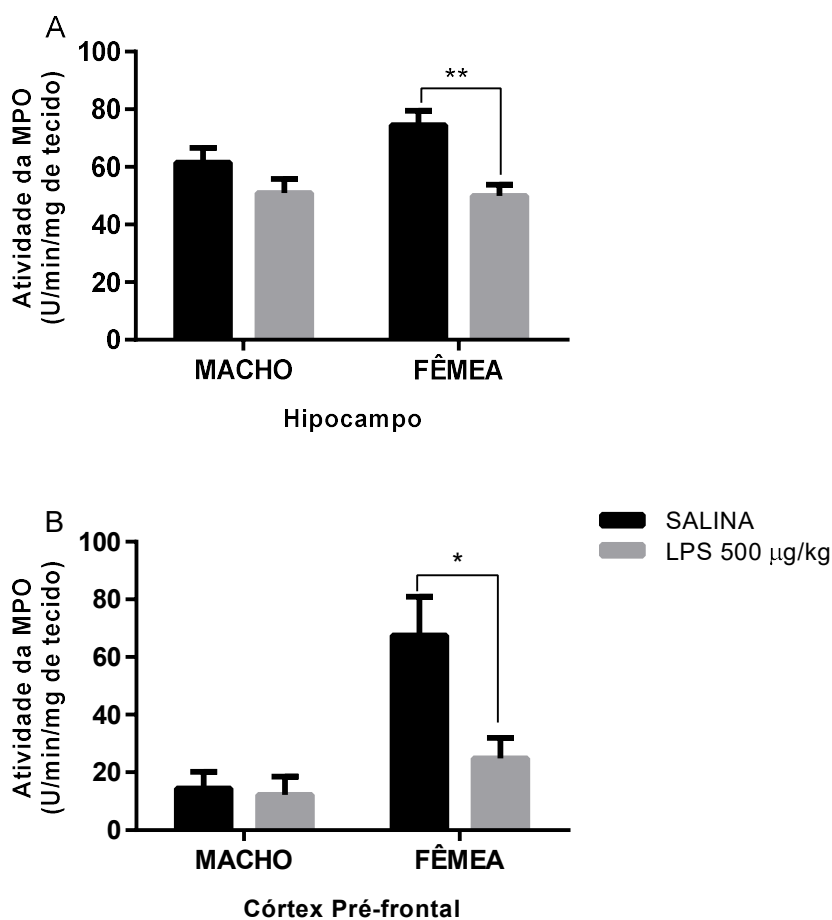 A
Atividade da MPO
(U/min/mg de tecido)
100
80
60
40
20
0
**
MACHO
FÊMEA
Hipocampo
B
Atividade da MPO
(U/min/mg de tecido)
100
80
60
40
20
0
*
MACHO
FÊMEA
Córtex Pré-frontal
SALINA
LPS 500 µg/kg